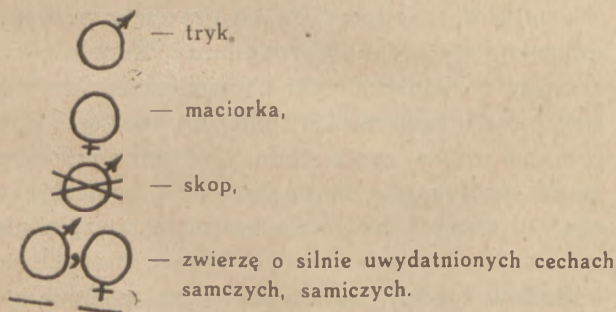 ♂ — tryk,
♀ — maciorka,
— skop,
♂, ♀ — zwierzę o silnie uwydatnionych cechach
samczych, samiczych.